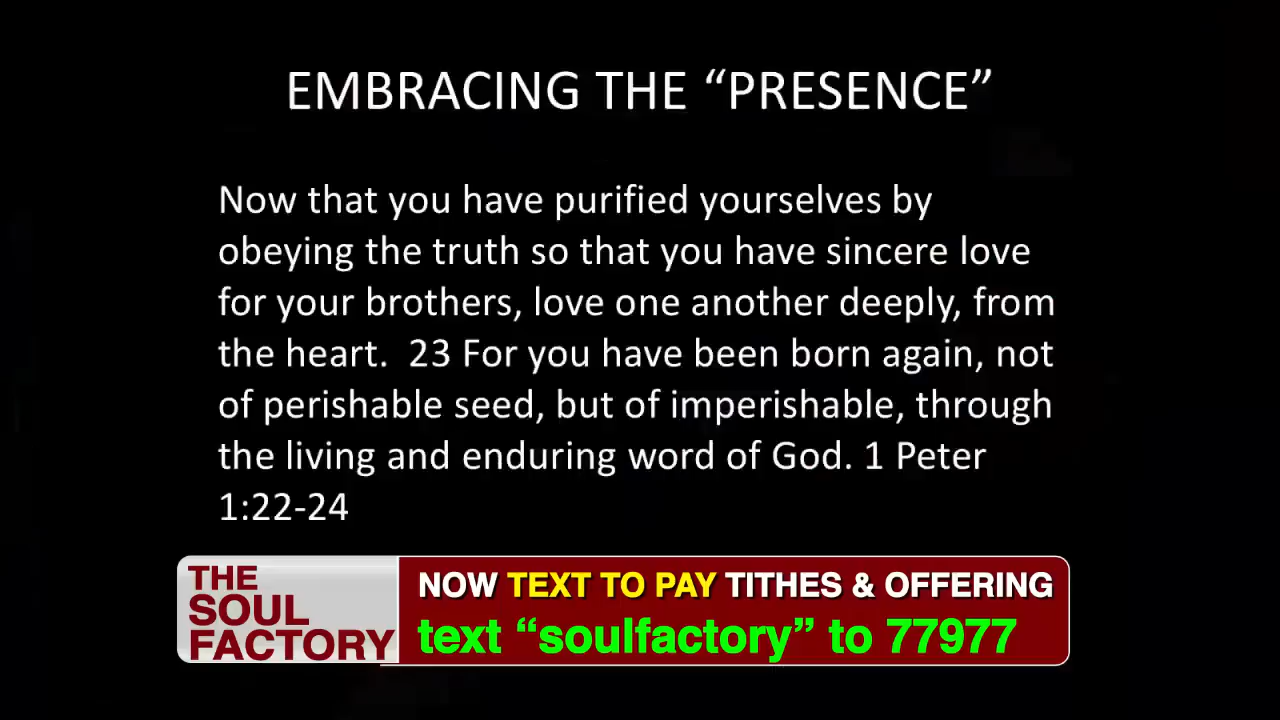 EMBRACING THE “PRESENCE”
Now that you have purified yourselves by
obeying the truth so that you have sincere love
for your brothers, love one another deeply, from
the heart.  23 For you have been born again, not
of perishable seed, but of imperishable, through
the living and enduring word of God. 1 Peter
1:22-24
THE
SOUL
FACTORY
NOW TEXT TO PAY TITHES & OFFERING
text “soulfactory” to 77977